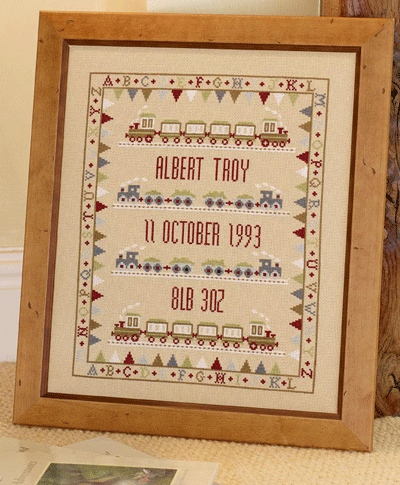 A B C D E F G H I J K L
ALBERT TROY
11 OCTOBER 1993
8LB 3OZ
A B C D E F G H I J K L